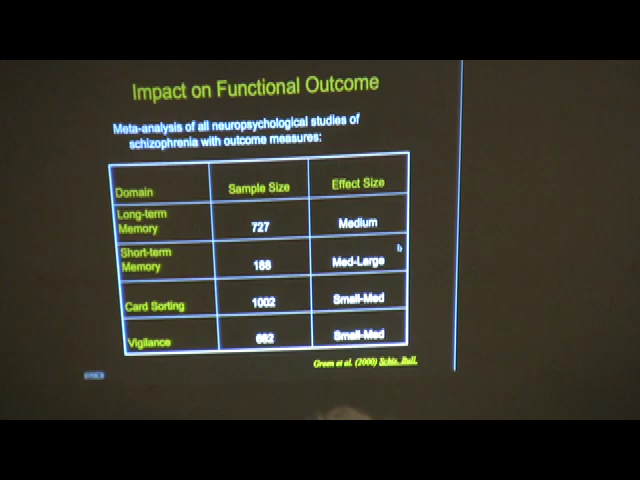 Impact on Functional Outcome
Meta-analysis of all neuropsychological studies of
schizophrenia with outcome measures:
Domain Sample Size Effect Size
Long-term
Memory 727 Medium
Short-term
Memory 188 Med-Large
Card Sorting 1002 Small-Med
Vigilance 682 Small-Med
Green et al. (2000) Schiz. Bull.